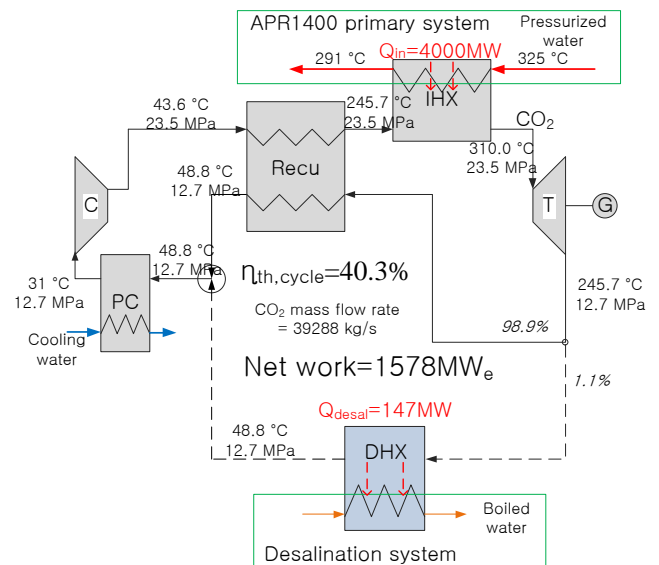 APR1400 primary system
Pressurized
water
Qin=4000MW
291 °C
325 °C
IHX
43.6 °C
23.5 MPa
245.7 °C
23.5 MPa
CO2
310.0 °C
23.5 MPa
Recu
48.8 °C
12.7 MPa
C
T
G
48.8 °C
12.7 MPa
31 °C
12.7 MPa
PC
Cooling
water
ηth,cycle=40.3%
CO2 mass flow rate
= 39288 kg/s
245.7 °C
12.7 MPa
98.9%
1.1%
Net work=1578MWe
Qdesal=147MW
48.8 °C
12.7 MPa
DHX
Boiled
water
Desalination system